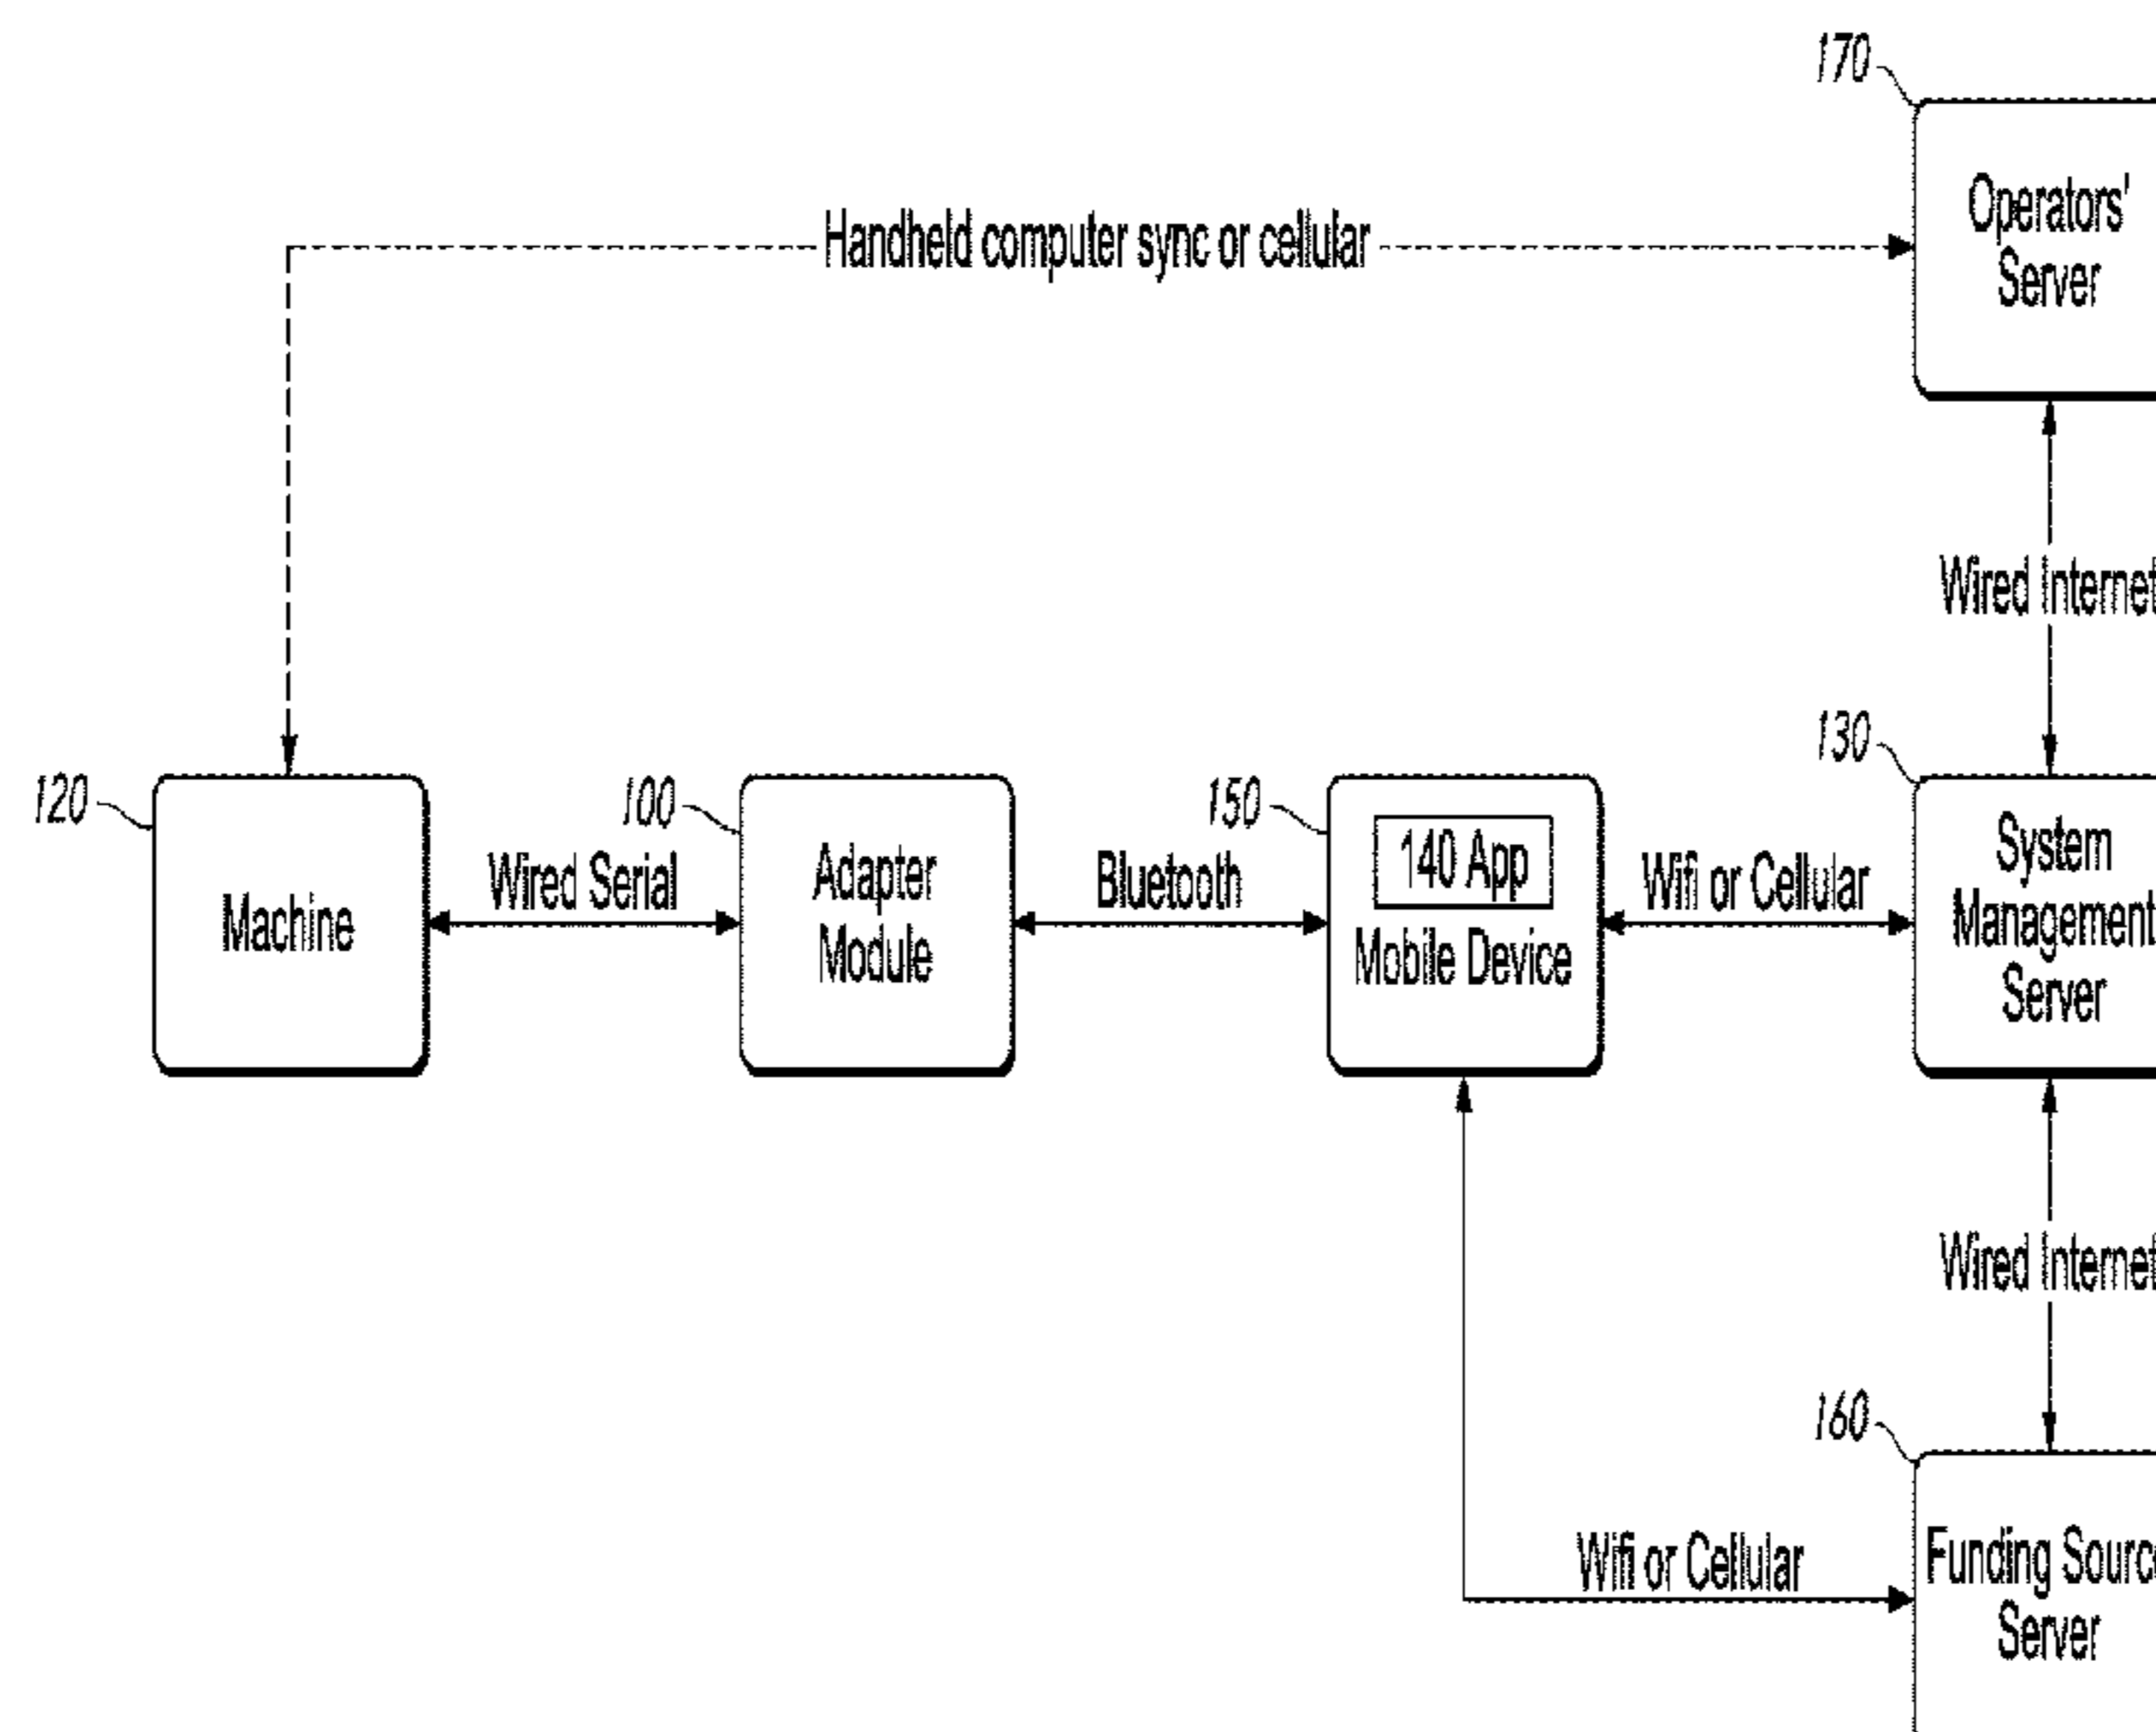 170
Operators'
Server
Handheld computer sync or cellular
Wired Internet
120
Machine
Wired Serial
100
Adapter
Module
Bluetooth
150
140 App
Mobile Device
Wifi or Cellular
130
System
Management
Server
Wired Internet
160
Funding Sourc
Server
Wifi or Cellular